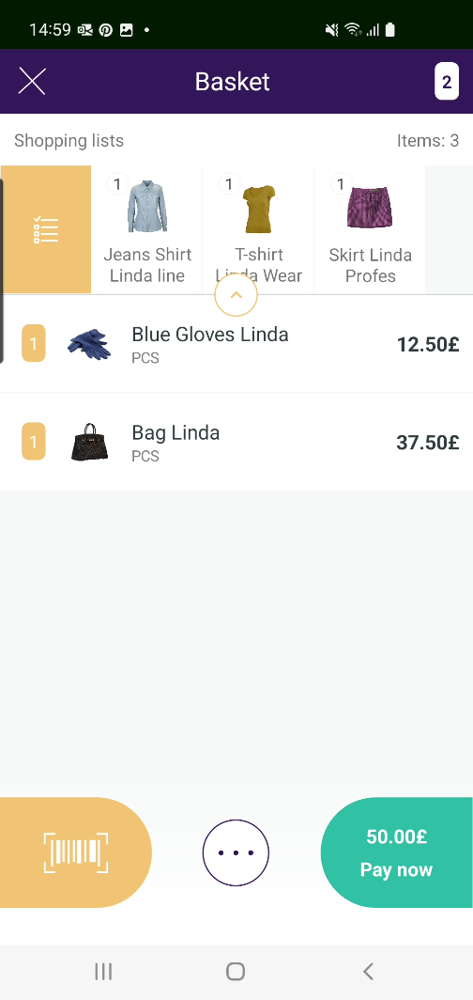 14:59
Basket
2
Shopping lists
Items: 3
1
1
1
Jeans Shirt
Linda line
T-shirt
Linda Wear
Skirt Linda
Profes
1
Blue Gloves Linda
PCS
12.50£
1
Bag Linda
PCS
37.50£
50.00£
Pay now